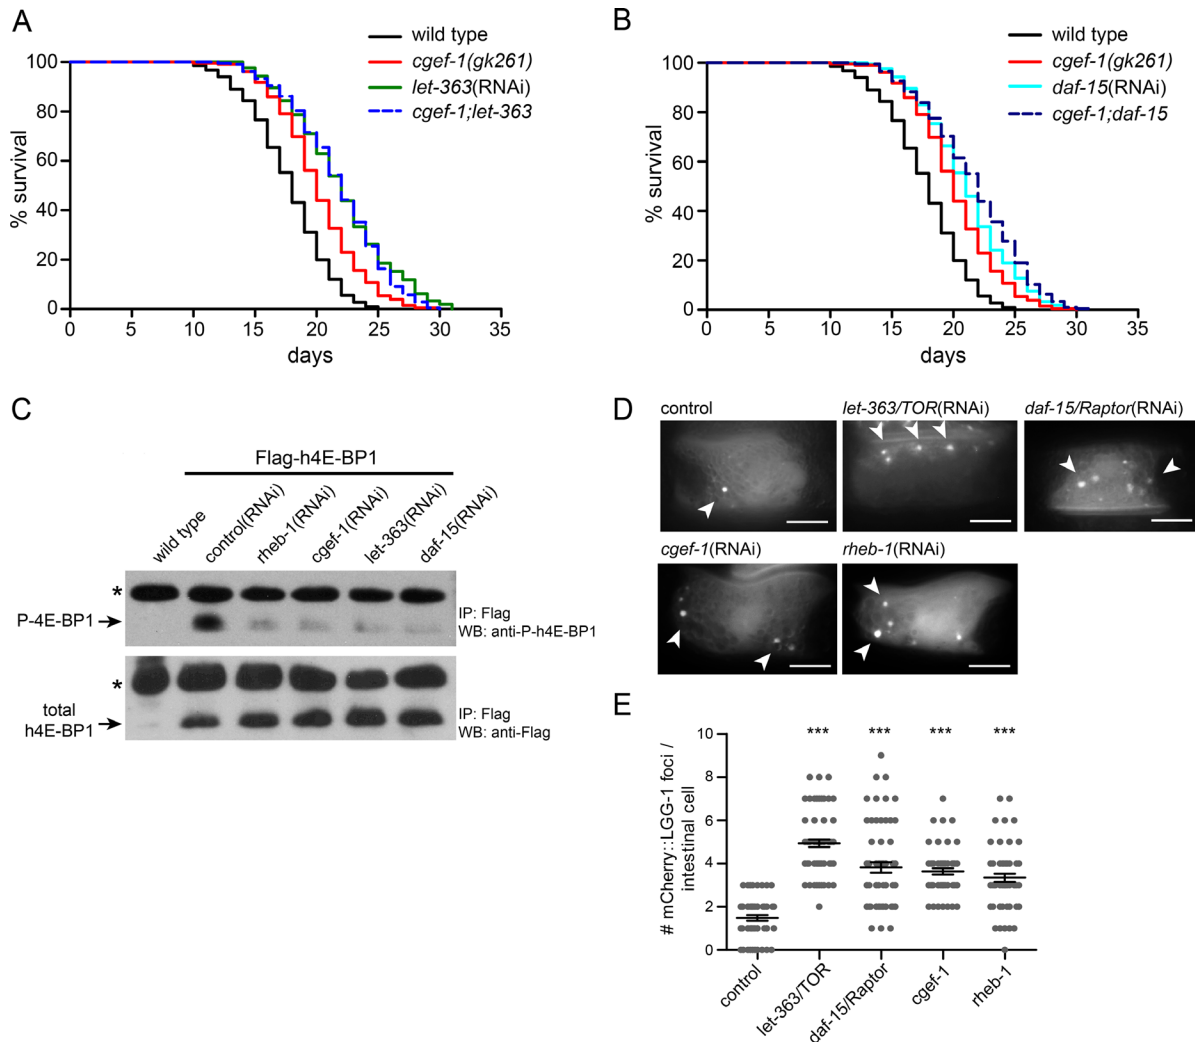 A
wild type
cgef-1(gk261)
let-363(RNAi)
cgef-1;let-363
% survival
100
80
60
40
20
0
0 5 10 15 20 25 30 35
days
B
wild type
cgef-1(gk261)
daf-15(RNAi)
cgef-1;daf-15
% survival
100
80
60
40
20
0
0 5 10 15 20 25 30 35
days
C
Flag-h4E-BP1
wild type
control(RNAi)
rheb-1(RNAi)
cgef-1(RNAi)
let-363(RNAi)
daf-15(RNAi)
*
P-4E-BP1
IP: Flag
WB: anti-P-h4E-BP1
*
total
h4E-BP1
IP: Flag
WB: anti-Flag
D
control
let-363/TOR(RNAi)
daf-15/Raptor(RNAi)
cgef-1(RNAi)
rheb-1(RNAi)
E
# mCherry::LGG-1 foci /
intestinal cell
10
8
6
4
2
0
*** *** *** ***
control
let-363/TOR
daf-15/Raptor
cgef-1
rheb-1